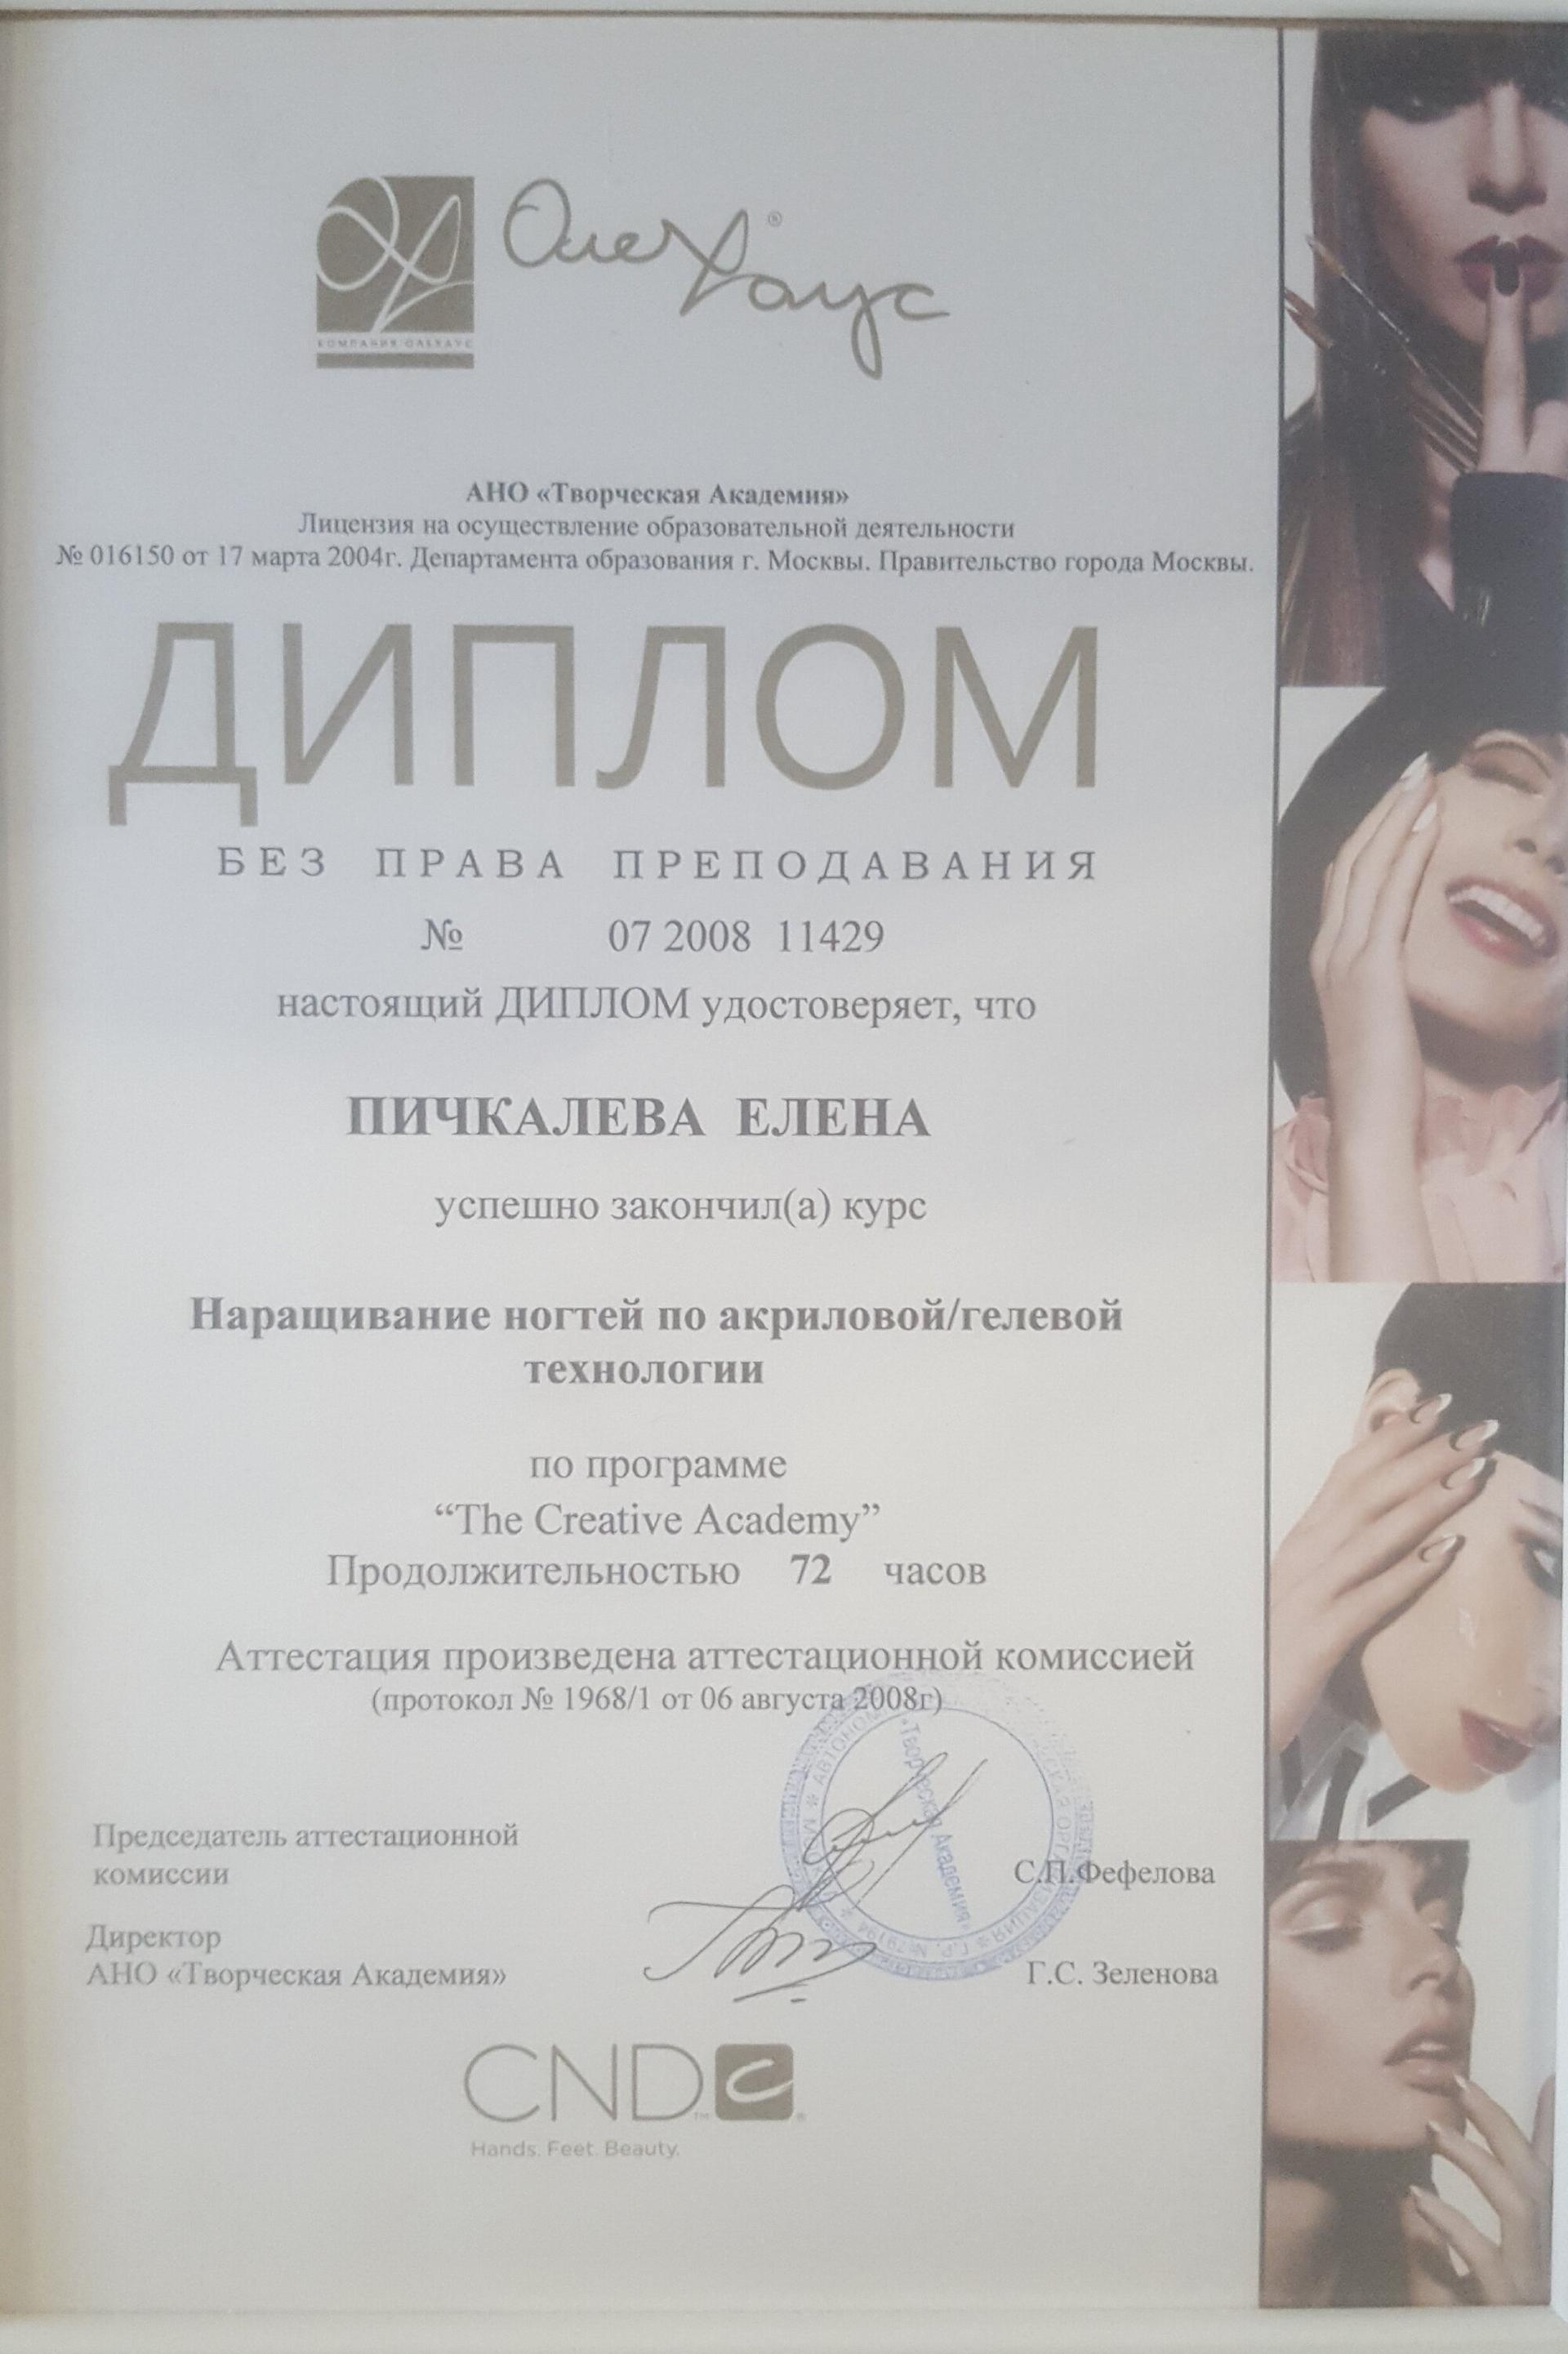 КОМПАНИЯ ОЛЕХАУС
Оле Хаус
АНО «Творческая Академия»
Лицензия на осуществление образовательной деятельности
№ 016150 от 17 марта 2004г. Департамента образования г. Москвы. Правительство города Москвы.
ДИПЛОМ
БЕЗ ПРАВА ПРЕПОДАВАНИЯ
№ 07 2008 11429
настоящий ДИПЛОМ удостоверяет, что
ПИЧКАЛЕВА ЕЛЕНА
успешно закончил(а) курс
Наращивание ногтей по акриловой/гелевой
технологии
по программе
“The Creative Academy”
Продолжительностью 72 часов
Аттестация произведена аттестационной комиссией
(протокол № 1968/1 от 06 августа 2008г)
«Творческая Академия»
Председатель аттестационной
комиссии
С.П.Фефелова
Директор
АНО «Творческая Академия»
Г.С. Зеленова
CND
Hands. Feet. Beauty.